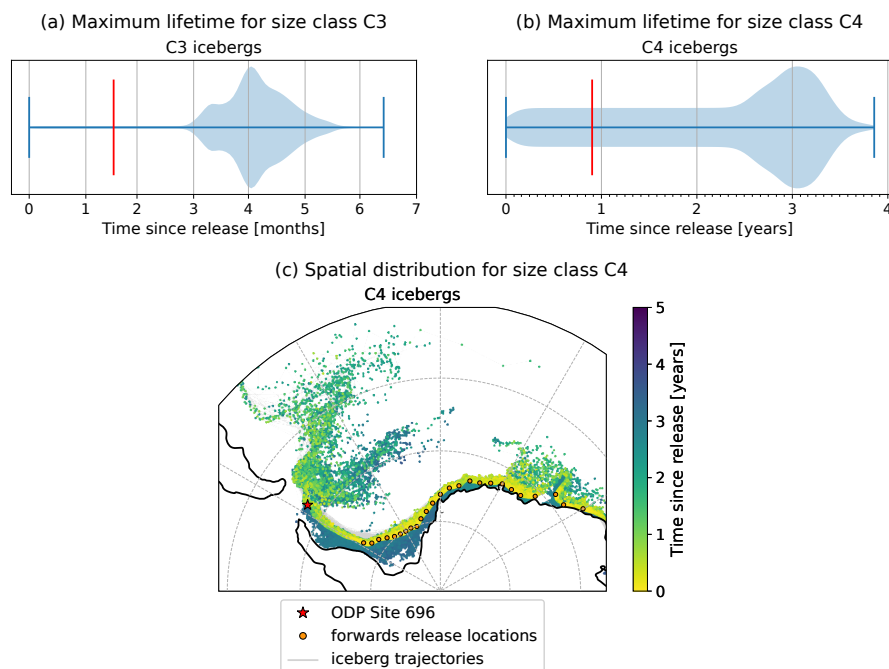 (a) Maximum lifetime for size class C3
C3 icebergs
0 1 2 3 4 5 6 7
Time since release [months]
(b) Maximum lifetime for size class C4
C4 icebergs
0 1 2 3 4
Time since release [years]
(c) Spatial distribution for size class C4
C4 icebergs
5
4
3
2
1
0
Time since release [years]
ODP Site 696
forwards release locations
iceberg trajectories